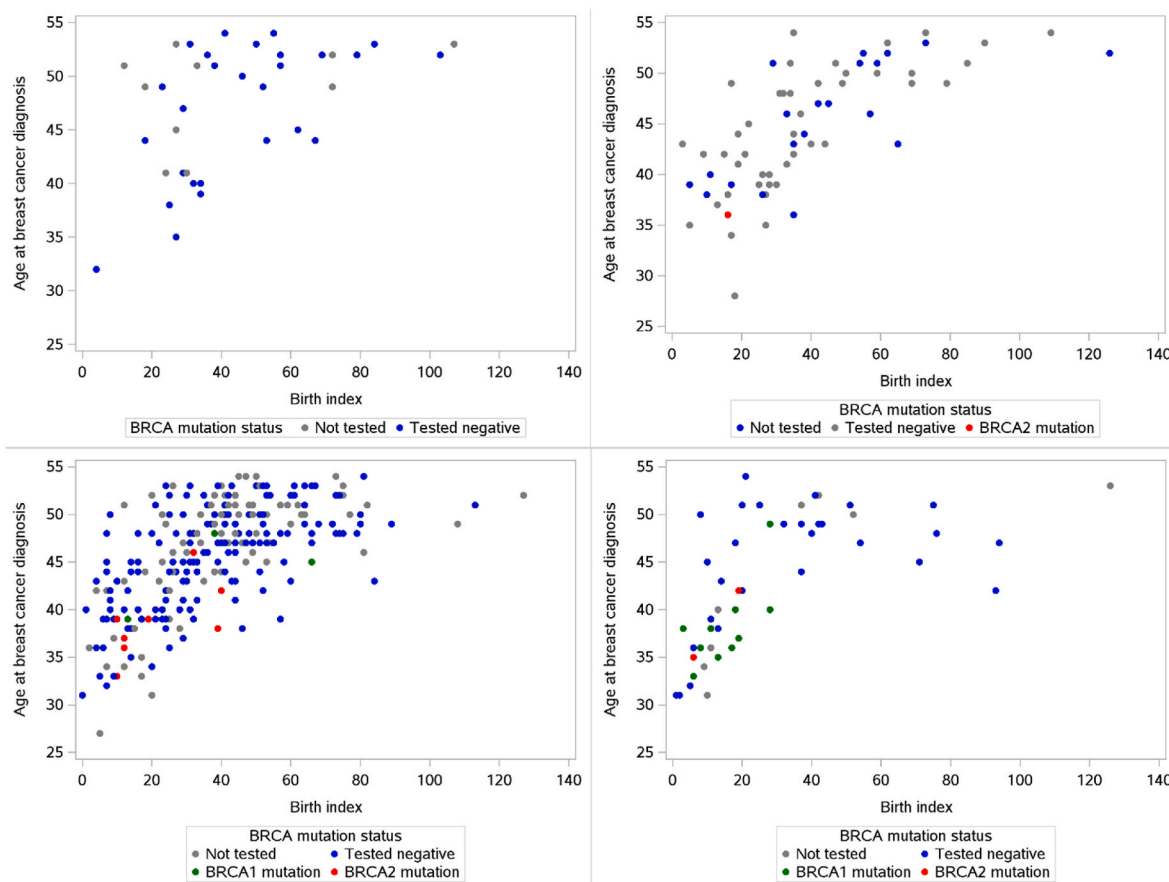 55
50
45
40
35
30
25
Age at breast cancer diagnosis
0 20 40 60 80 100 120 140
Birth index
BRCA mutation status Not tested Tested negative
55
50
45
40
35
30
25
Age at breast cancer diagnosis
0 20 40 60 80 100 120 140
Birth index
BRCA mutation status
Not tested Tested negative BRCA2 mutation
55
50
45
40
35
30
25
Age at breast cancer diagnosis
0 20 40 60 80 100 120 140
Birth index
BRCA mutation status
Not tested Tested negative
BRCA1 mutation BRCA2 mutation
55
50
45
40
35
30
25
Age at breast cancer diagnosis
0 20 40 60 80 100 120 140
Birth index
BRCA mutation status
Not tested Tested negative
BRCA1 mutation BRCA2 mutation